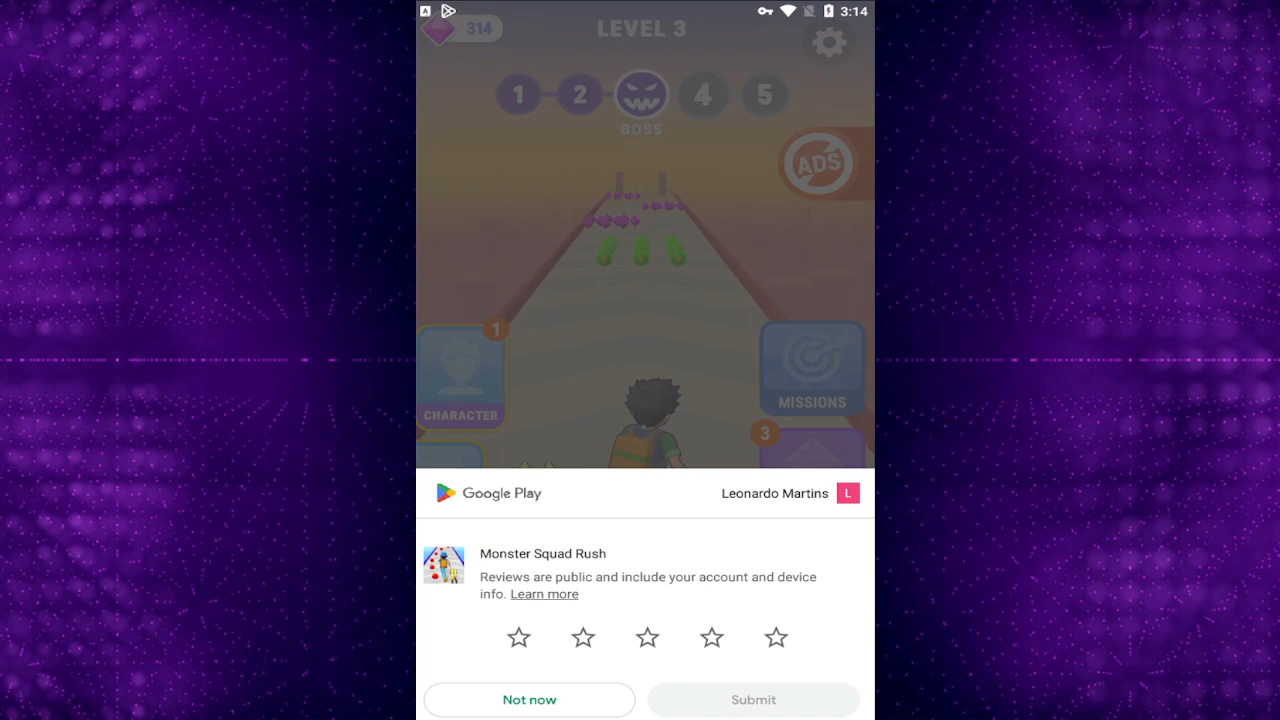 A
3:14
314
LEVEL 3
1
2
4
5
BOSS
ADS
1
CHARACTER
MISSIONS
3
Google Play
Leonardo Martins
L
Monster Squad Rush
Reviews are public and include your account and device
info. Learn more
Not now
Submit